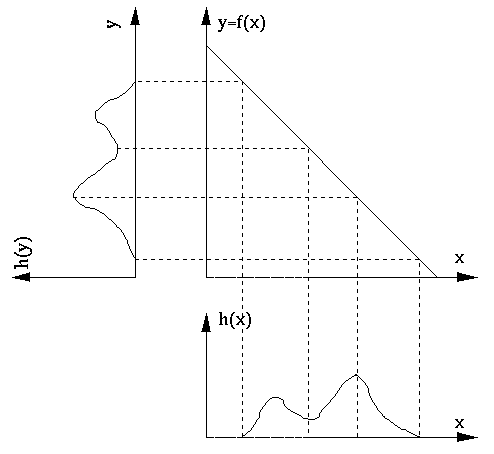 y
y=f(x)
h(y)
x
h(x)
x